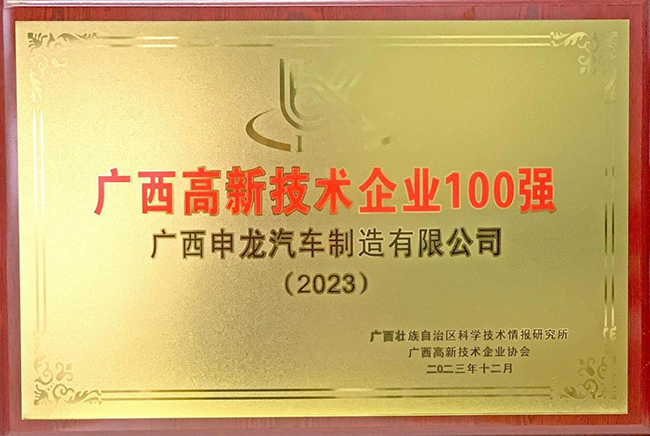 广西高新技术企业100强
广西申龙汽车制造有限公司
（2023）
广西壮族自治区科学技术情报研究所
广西高新技术企业协会
二〇二三年十二月